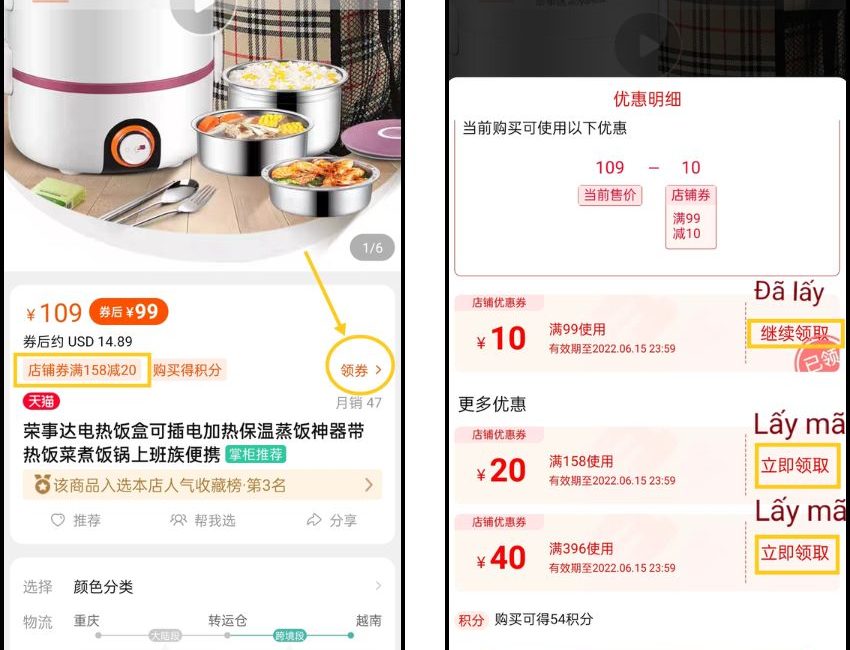 1/6
¥109 券后 ¥99
券后约 USD 14.89
店铺券满158减20 购买得积分 领券 >
天猫 月销 47
荣事达电热饭盒可插电加热保温蒸饭神器带
热饭菜煮饭锅上班族便携 掌柜推荐
该商品入选本店人气收藏榜·第3名 >
推荐 帮我选 分享
选择 颜色分类 >
物流 重庆 转运仓 越南
大陆段 跨境段
优惠明细
当前购买可使用以下优惠
109 – 10
当前售价 店铺券
满99
减10
Đã lấy
店铺优惠券
¥10 满99使用 继续领取
有效期至2022.06.15 23:59
已领
更多优惠
Lấy mã
店铺优惠券
¥20 满158使用 立即领取
有效期至2022.06.15 23:59
Lấy mã
店铺优惠券
¥40 满396使用 立即领取
有效期至2022.06.15 23:59
积分 购买可得54积分